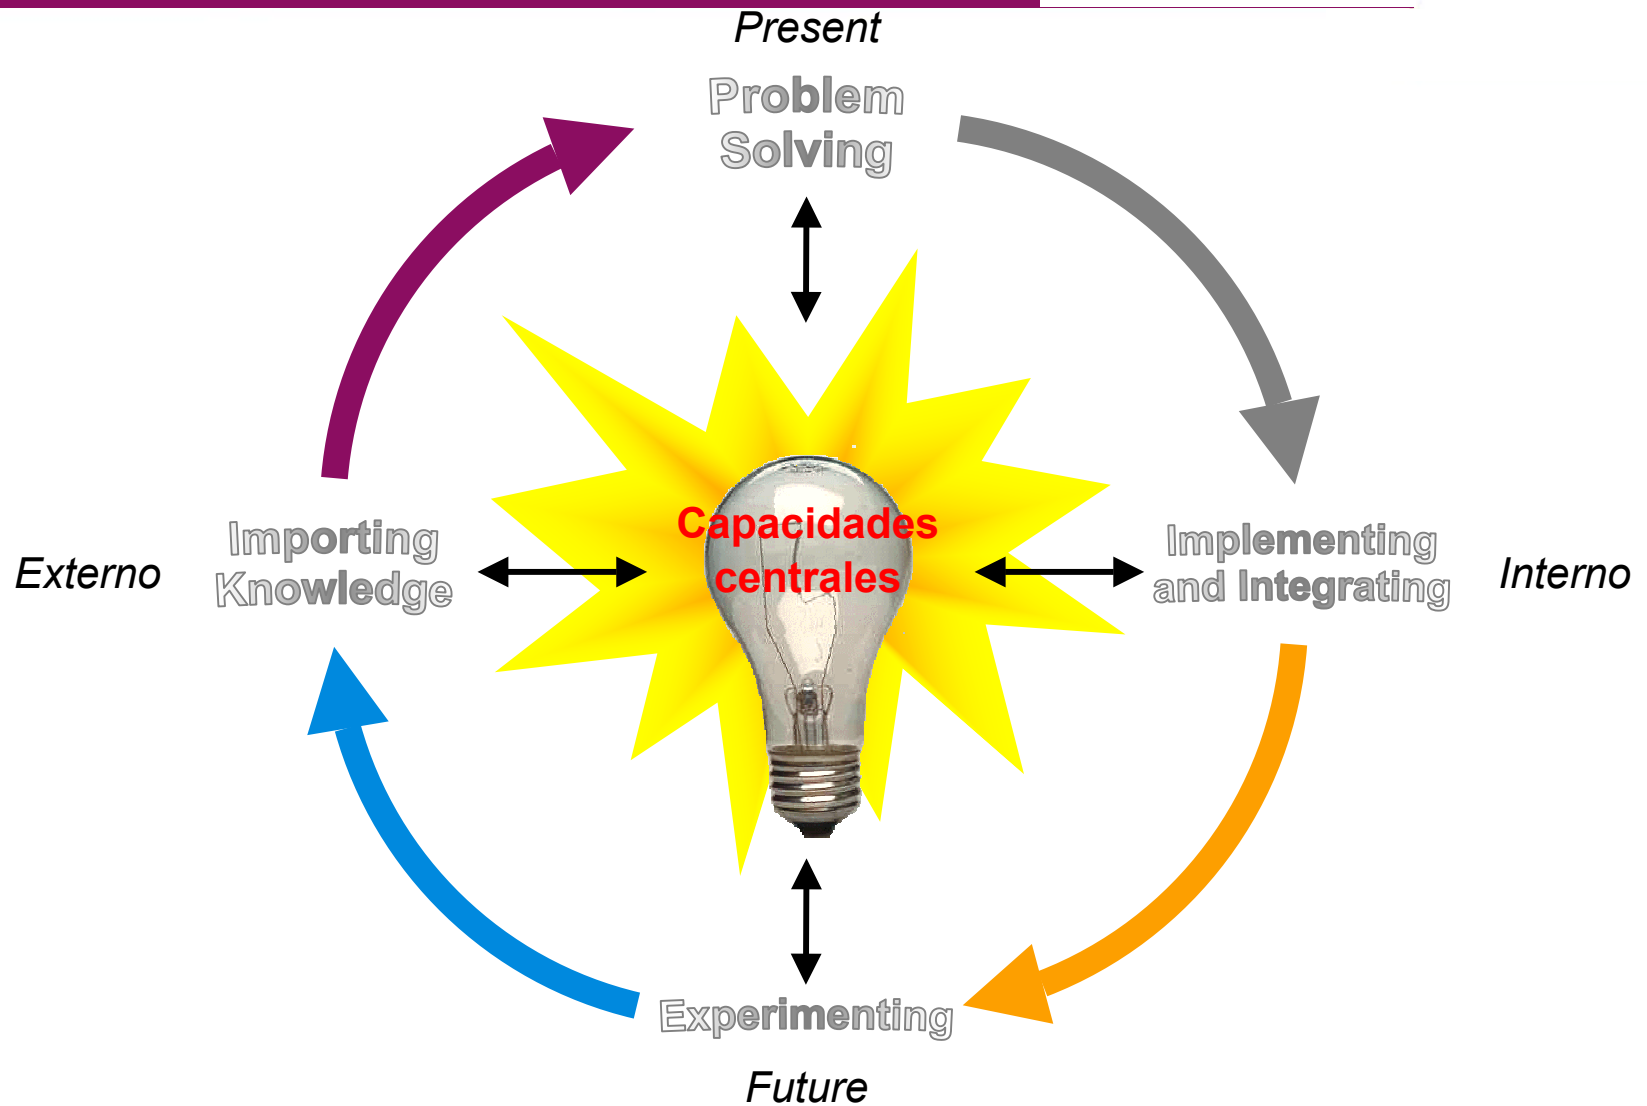 Present
Problem
Solving
Capacidades
centrales
Importing
Knowledge
Externo
Implementing
and Integrating
Interno
Experimenting
Future